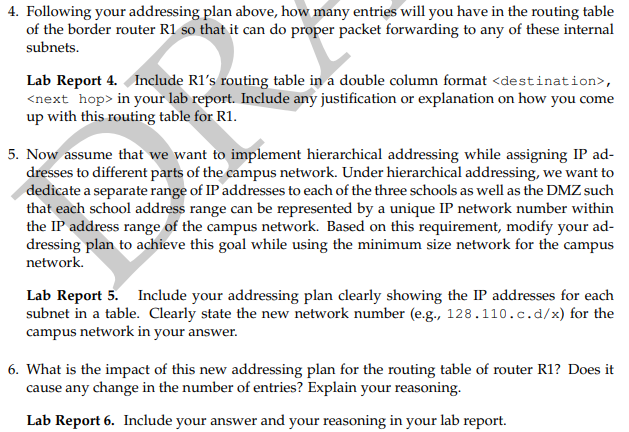 4. Following your addressing plan above, how many entries will you have in the routing table
of the border router R1 so that it can do proper packet forwarding to any of these internal
subnets.
Lab Report 4. Include R1's routing table in a double column format <destination>,
<next hop> in your lab report. Include any justification or explanation on how you come
up with this routing table for R1.
5. Now assume that we want to implement hierarchical addressing while assigning IP ad-
dresses to different parts of the campus network. Under hierarchical addressing, we want to
dedicate a separate range of IP addresses to each of the three schools as well as the DMZ such
that each school address range can be represented by a unique IP network number within
the IP address range of the campus network. Based on this requirement, modify your ad-
dressing plan to achieve this goal while using the minimum size network for the campus
network.
Lab Report 5. Include your addressing plan clearly showing the IP addresses for each
subnet in a table. Clearly state the new network number (e.g., 128.110.c.d/x) for the
campus network in your answer.
6. What is the impact of this new addressing plan for the routing table of router R1? Does it
cause any change in the number of entries? Explain your reasoning.
Lab Report 6. Include your answer and your reasoning in your lab report.